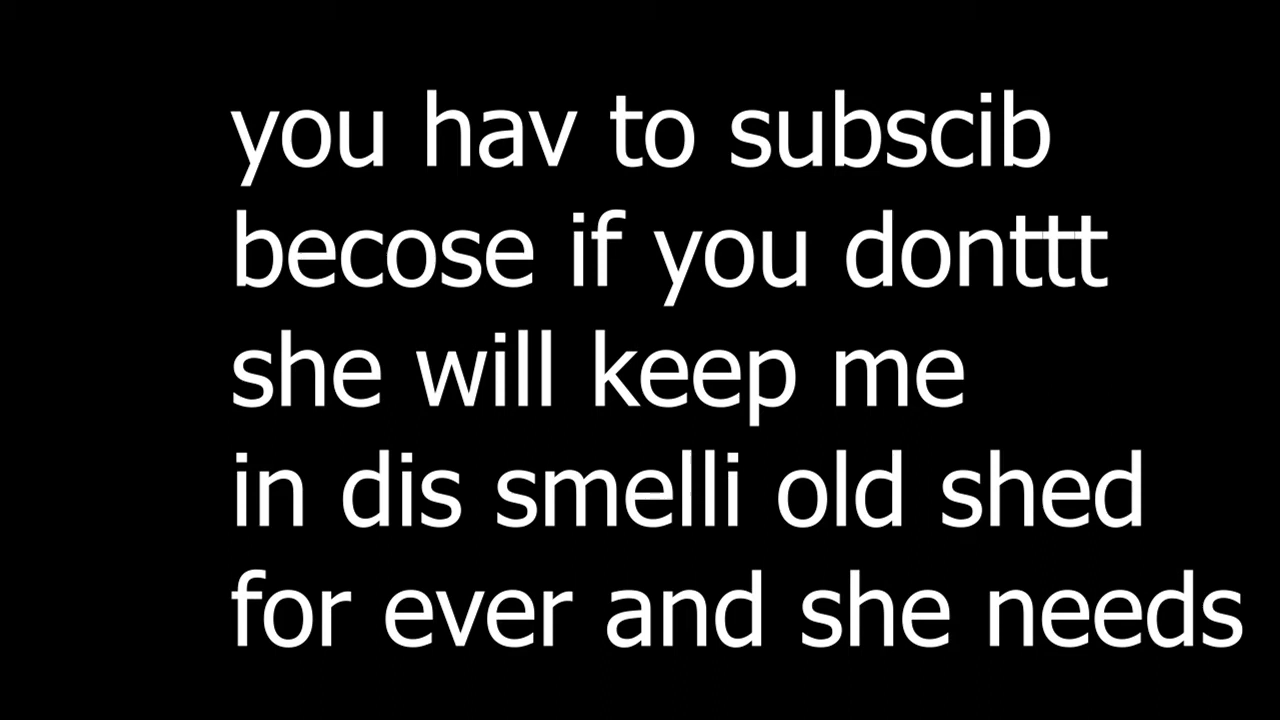 you hav to subscib
becose if you donttt
she will keep me
in dis smelli old shed
for ever and she needs